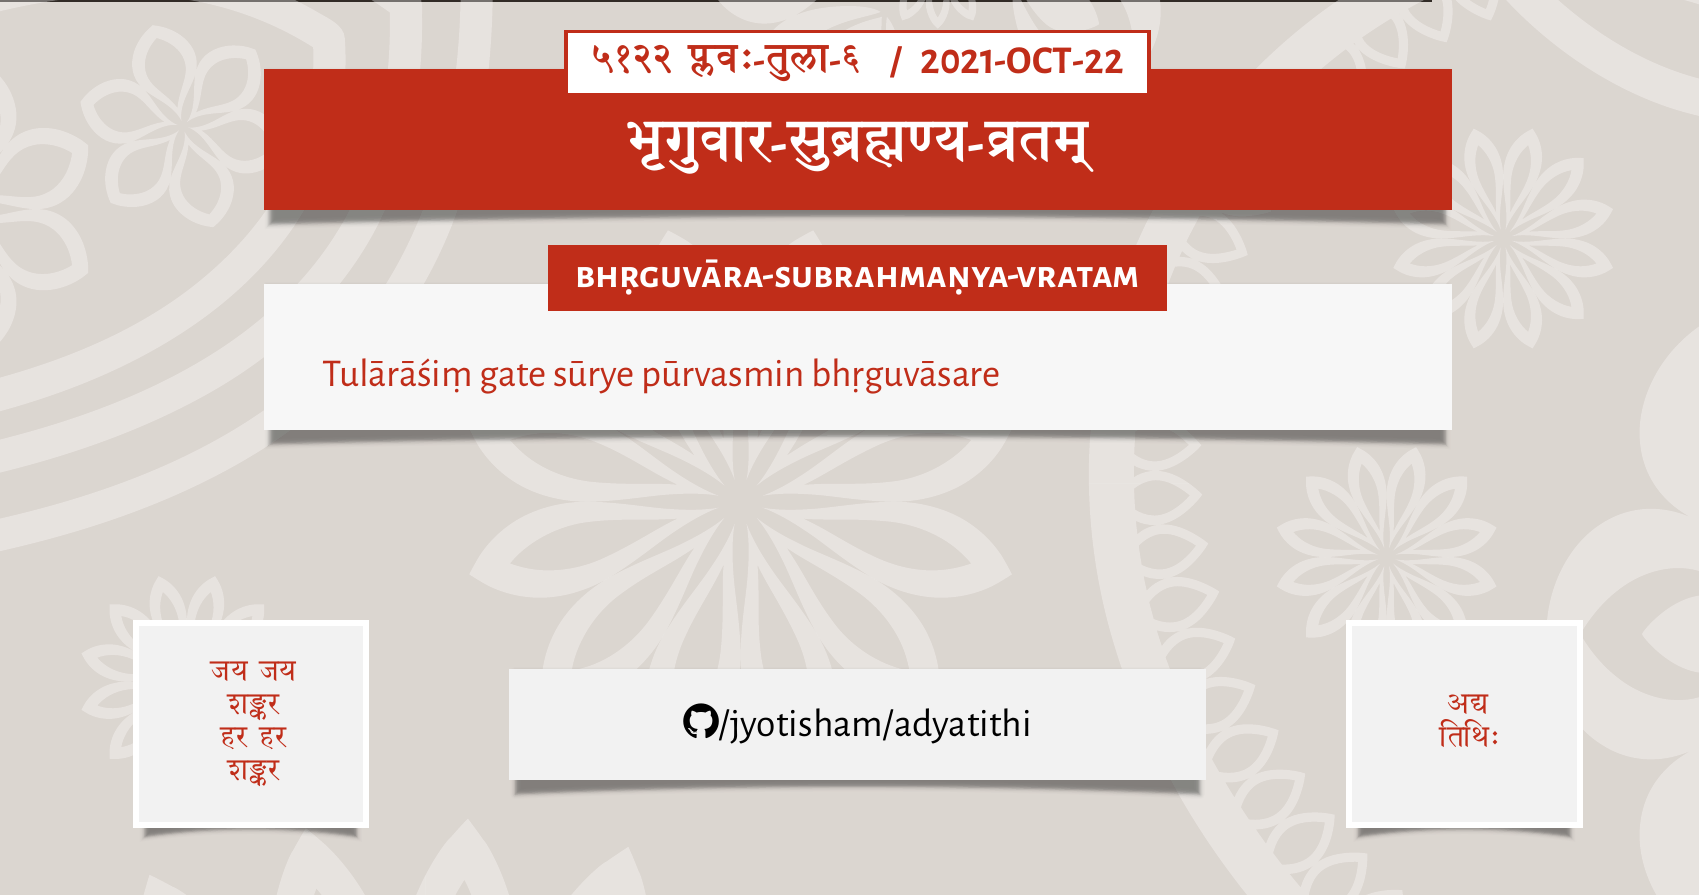 ५१२२ प्लवः-तुला-६ / 2021-OCT-22
भृगुवार-सुब्रह्मण्य-व्रतम्
BHṚGUVĀRA-SUBRAHMAṆYA-VRATAM
Tulārāśiṃ gate sūrye pūrvasmin bhṛguvāsare
जय जय
शङ्कर
हर हर
शङ्कर
/jyotisham/adyatithi
अद्य
तिथिः